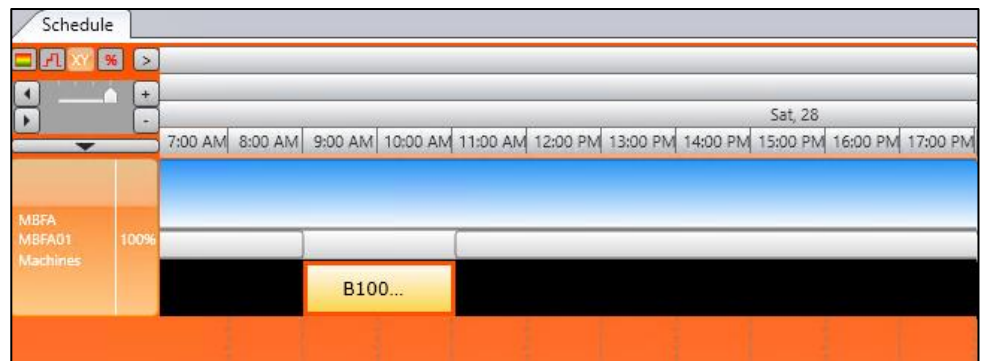 Schedule
XY % >
+
-
Sat, 28
7:00 AM 8:00 AM 9:00 AM 10:00 AM 11:00 AM 12:00 PM 13:00 PM 14:00 PM 15:00 PM 16:00 PM 17:00 PM
MBFA
MBFA01 100%
Machines
B100...